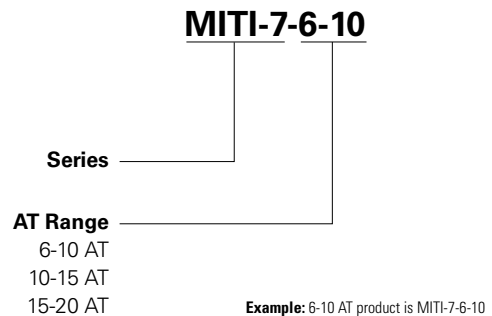 MITI-7-6-10
Series
AT Range
6-10 AT
10-15 AT
15-20 AT
Example: 6-10 AT product is MITI-7-6-10